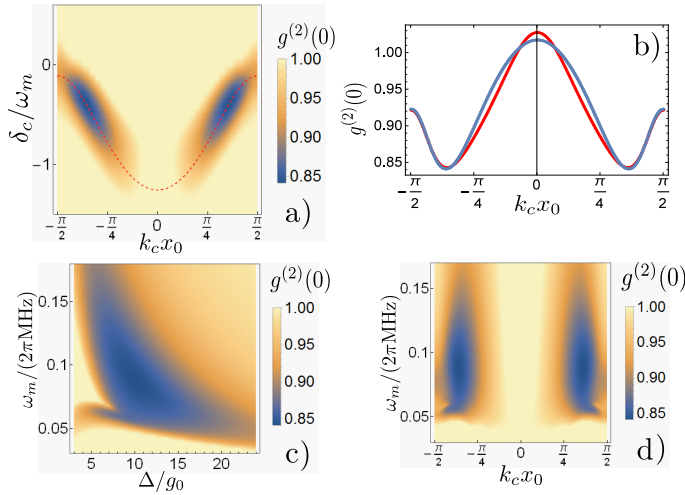 g⁽²⁾(0)
δ_c/ω_m
0
−1
1.00
0.95
0.90
0.85
−π/2
−π/4
0
π/4
π/2
k_c x_0
a)
b)
g⁽²⁾(0)
1.00
0.95
0.90
0.85
−π/2
−π/4
0
π/4
π/2
k_c x_0
g⁽²⁾(0)
ω_m/(2πMHz)
0.15
0.1
0.05
1.00
0.95
0.90
0.85
5
10
15
20
Δ/g_0
c)
g⁽²⁾(0)
ω_m/(2πMHz)
0.15
0.1
0.05
1.00
0.95
0.90
0.85
−π/2
−π/4
0
π/4
π/2
k_c x_0
d)